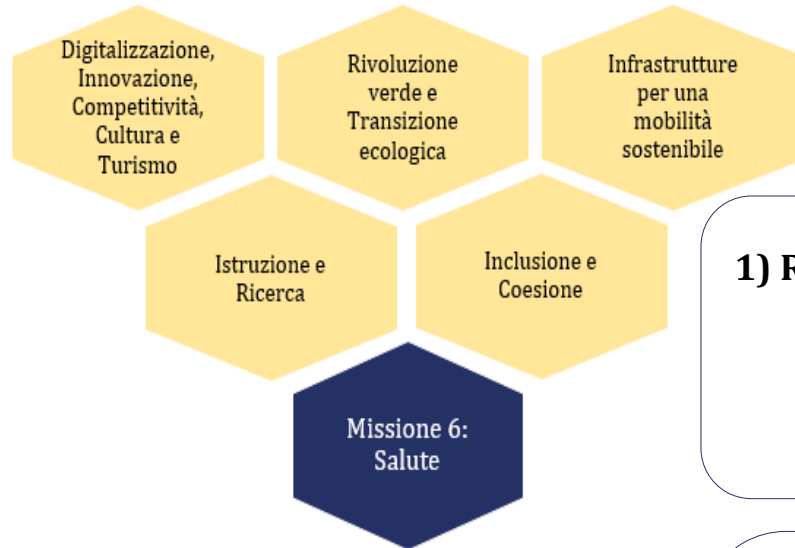 Digitalizzazione,
Innovazione,
Competitività,
Cultura e
Turismo
Rivoluzione
verde e
Transizione
ecologica
Infrastrutture
per una
mobilità
sostenibile
Istruzione e
Ricerca
Inclusione e
Coesione
1)
Missione 6:
Salute